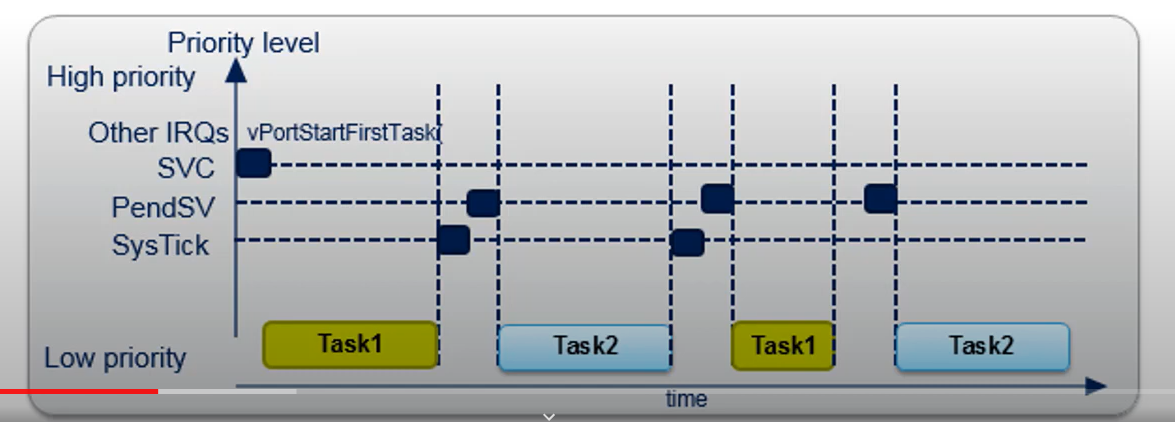 Priority level
High priority
Other IRQs
vPortStartFirstTask(
SVC
PendSV
SysTick
Task1
Task2
Task1
Task2
Low priority
time